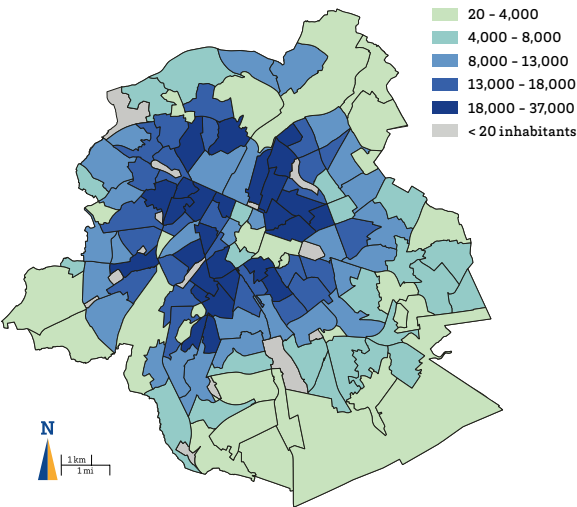 20 – 4,000
4,000 – 8,000
8,000 – 13,000
13,000 – 18,000
18,000 – 37,000
< 20 inhabitants
N
1 km
1 mi